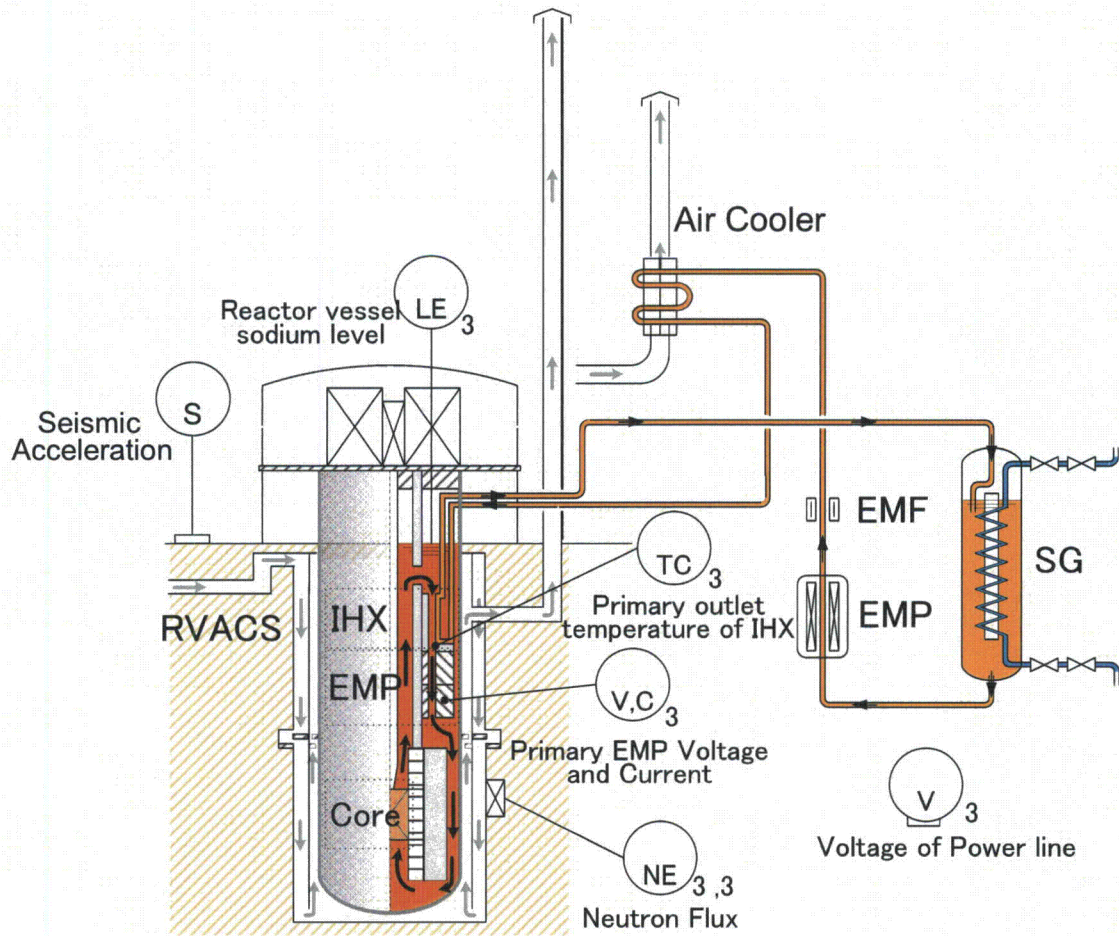 Air Cooler
LE 3
Reactor vessel
sodium level
S
Seismic
Acceleration
EMF
SG
TC 3
Primary outlet
temperature of IHX
RVACS
IHX
EMP
EMP
V,C 3
Primary EMP Voltage
and Current
Core
V 3
Voltage of Power line
NE 3 ,3
Neutron Flux